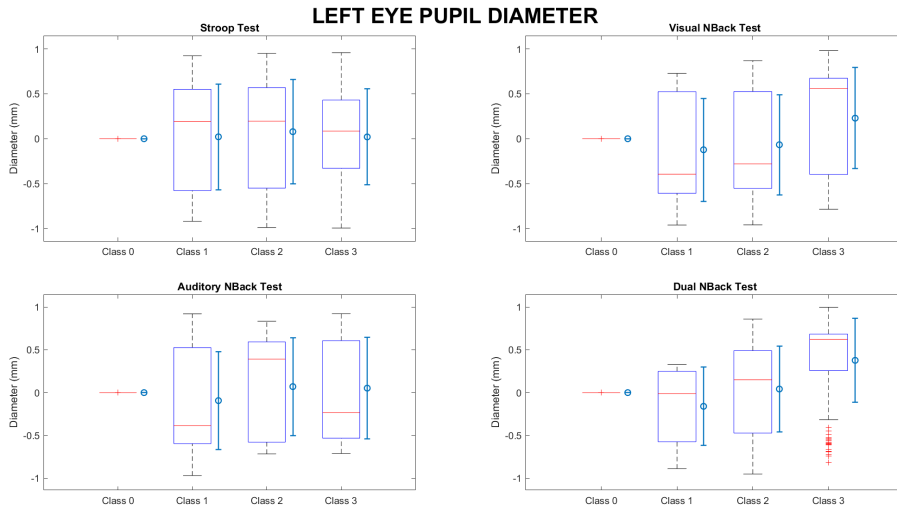 LEFT EYE PUPIL DIAMETER
Stroop Test
Diameter (mm)
1
0.5
0
-0.5
-1
Class 0 Class 1 Class 2 Class 3
Visual NBack Test
Diameter (mm)
1
0.5
0
-0.5
-1
Class 0 Class 1 Class 2 Class 3
Auditory NBack Test
Diameter (mm)
1
0.5
0
-0.5
-1
Class 0 Class 1 Class 2 Class 3
Dual NBack Test
Diameter (mm)
1
0.5
0
-0.5
-1
Class 0 Class 1 Class 2 Class 3